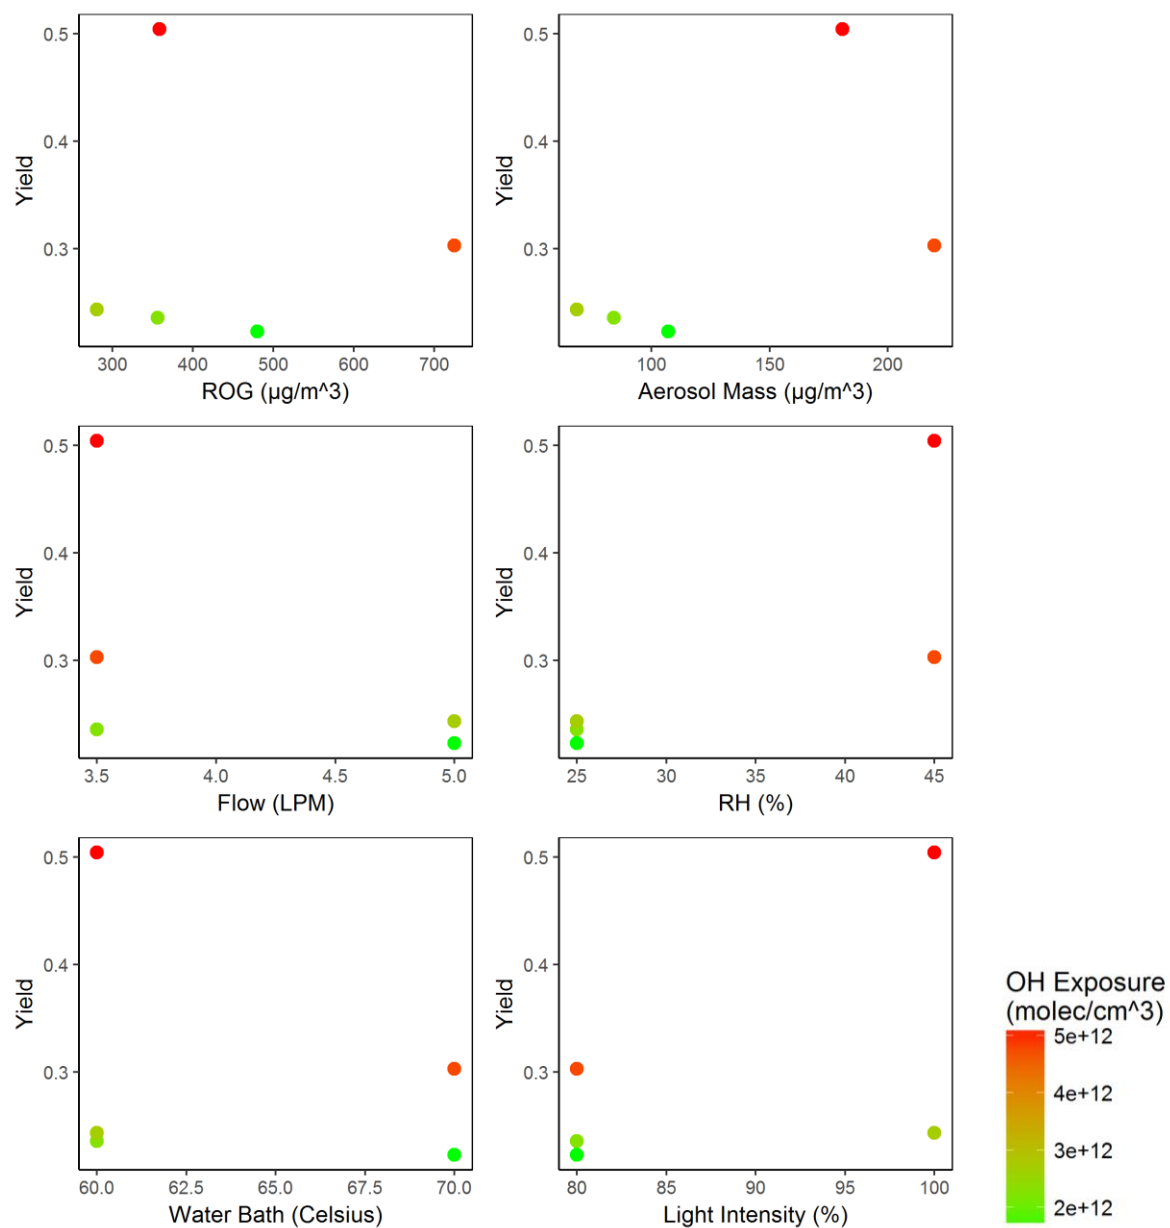 0.5
0.4
0.3
Yield
300 400 500 600 700
ROG (µg/m^3)
0.5
0.4
0.3
Yield
100 150 200
Aerosol Mass (µg/m^3)
0.5
0.4
0.3
Yield
3.5 4.0 4.5 5.0
Flow (LPM)
0.5
0.4
0.3
Yield
25 30 35 40 45
RH (%)
0.5
0.4
0.3
Yield
60.0 62.5 65.0 67.5 70.0
Water Bath (Celsius)
0.5
0.4
0.3
Yield
80 85 90 95 100
Light Intensity (%)
OH Exposure
(molec/cm^3)
5e+12
4e+12
3e+12
2e+12